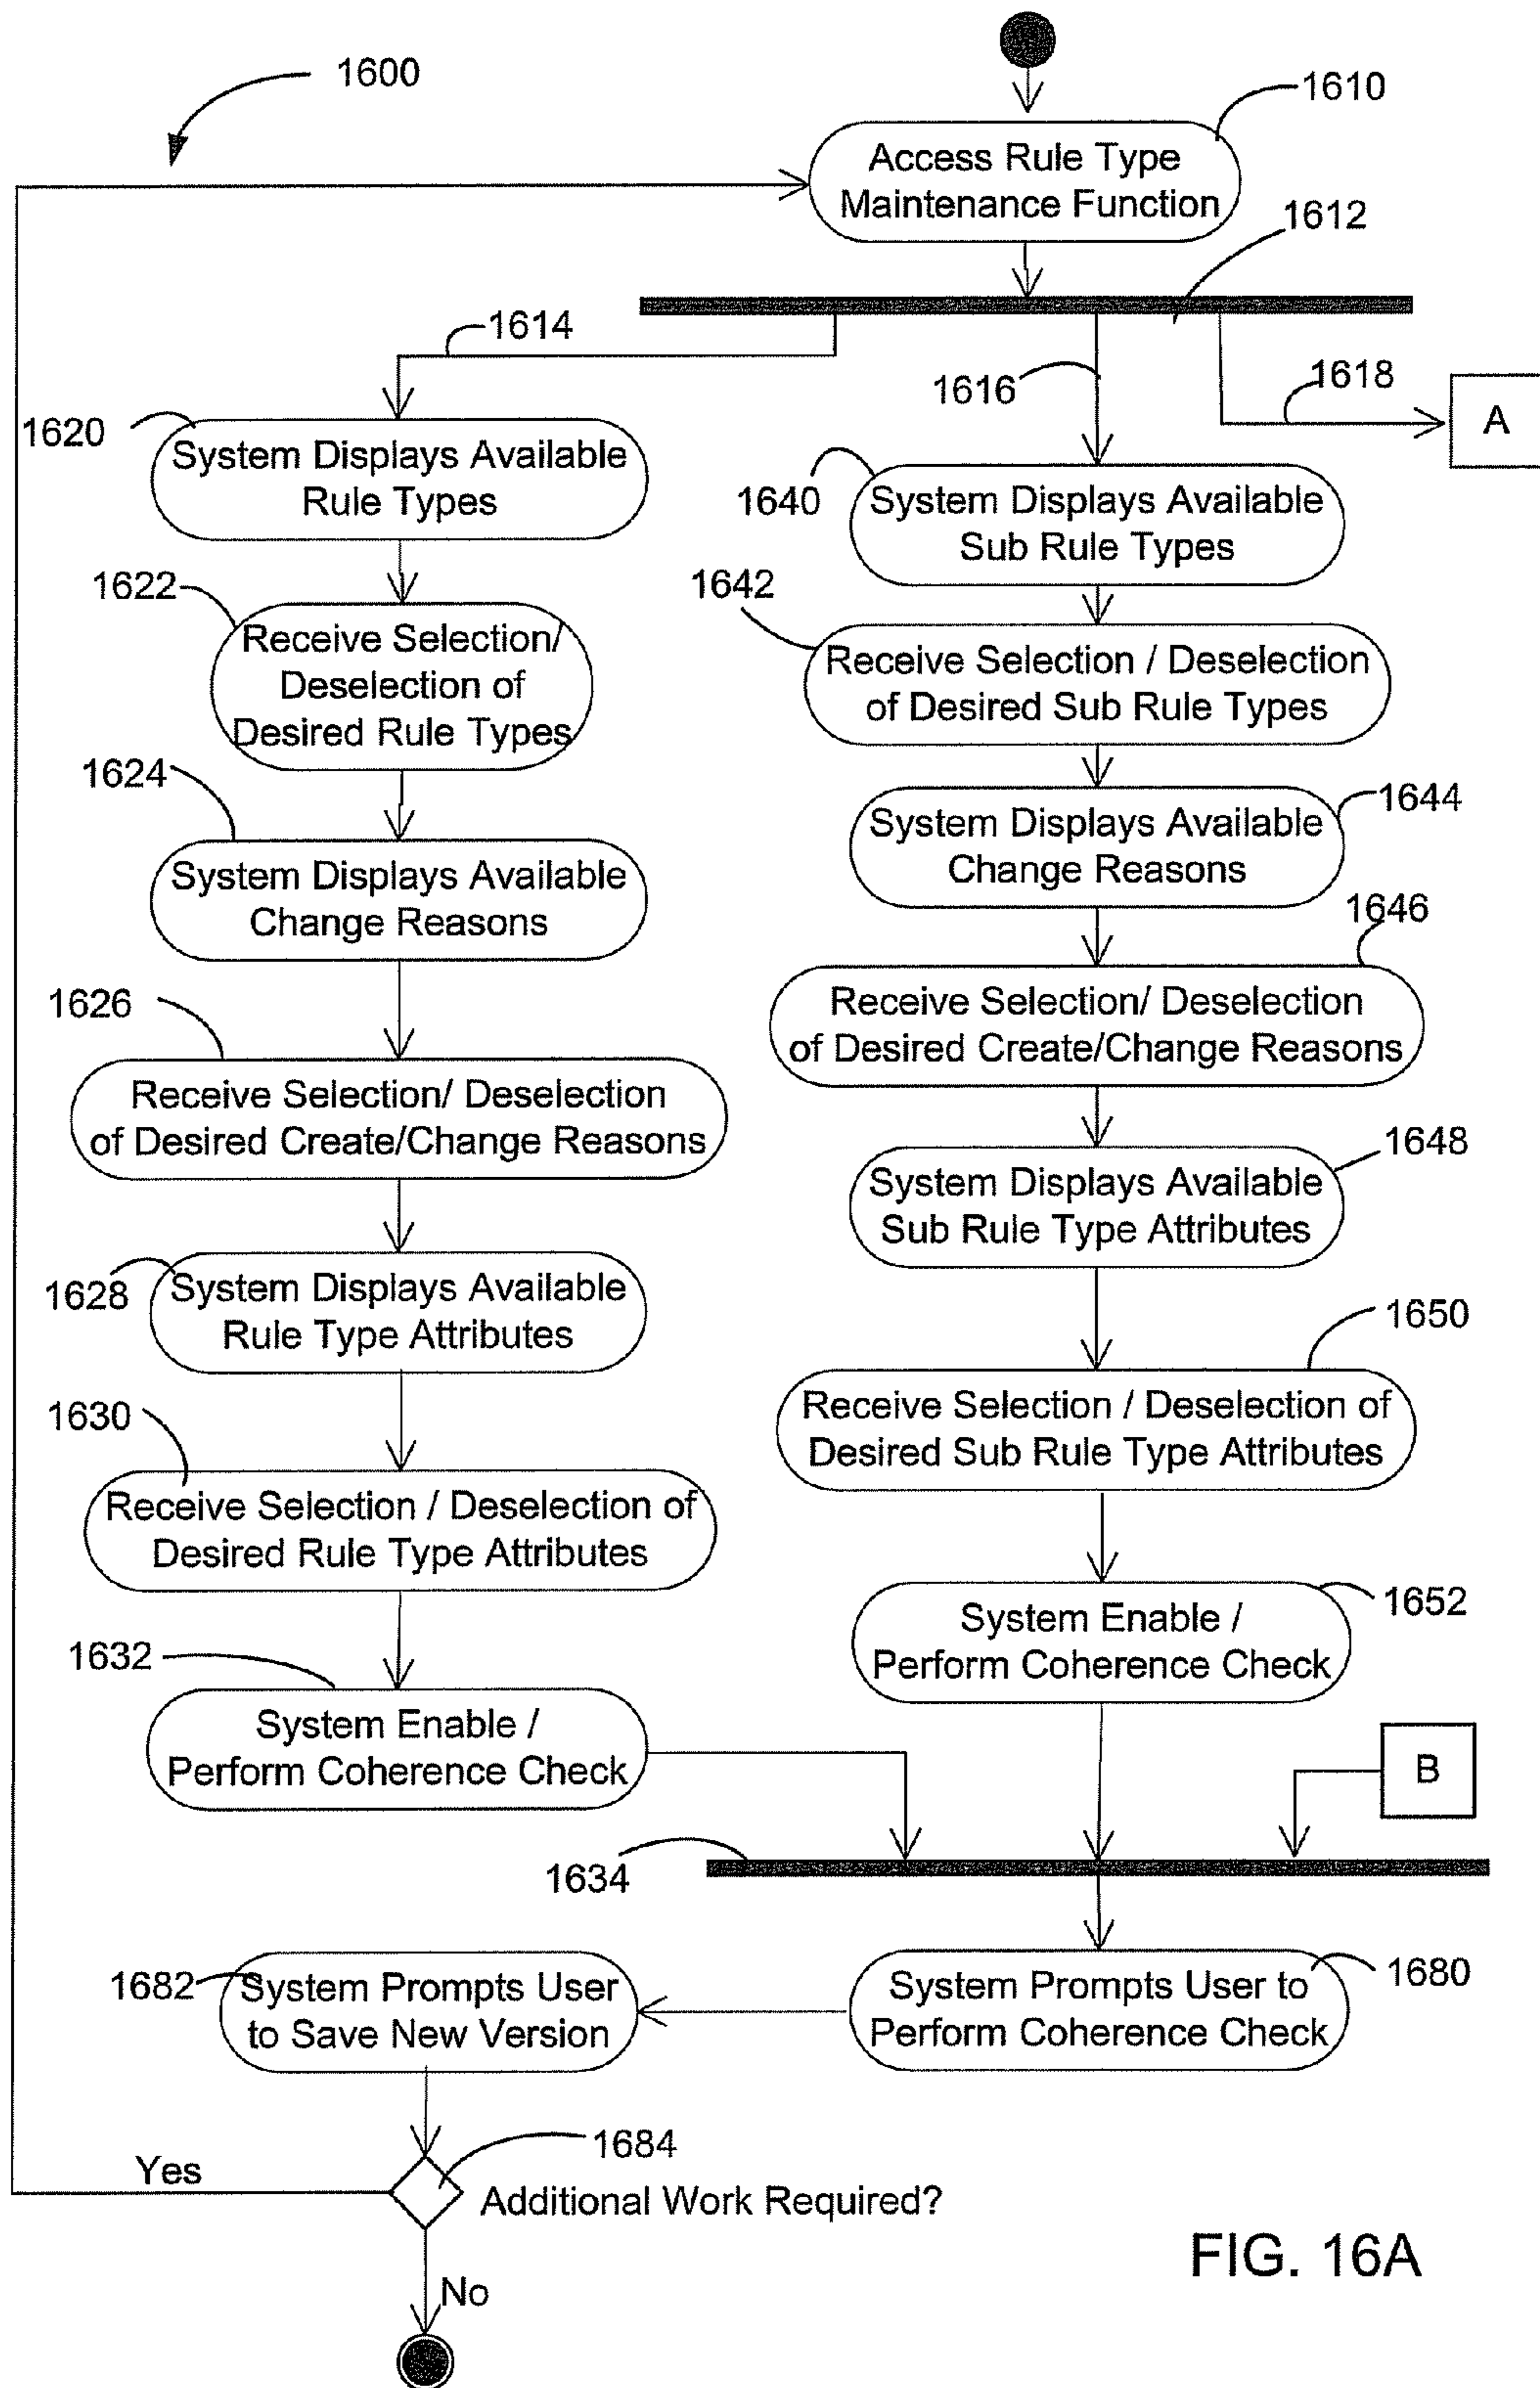 1600
1610
Access Rule Type
Maintenance Function
1612
1614
1616
1618
A
1620
System Displays Available
Rule Types
1640
System Displays Available
Sub Rule Types
1622
Receive Selection/
Deselection of
Desired Rule Types
1642
Receive Selection / Deselection
of Desired Sub Rule Types
1624
System Displays Available
Change Reasons
1644
System Displays Available
Change Reasons
1626
Receive Selection/ Deselection
of Desired Create/Change Reasons
1646
Receive Selection/ Deselection
of Desired Create/Change Reasons
1628
System Displays Available
Rule Type Attributes
1648
System Displays Available
Sub Rule Type Attributes
1630
Receive Selection / Deselection of
Desired Rule Type Attributes
1650
Receive Selection / Deselection of
Desired Sub Rule Type Attributes
1632
System Enable /
Perform Coherence Check
1652
System Enable /
Perform Coherence Check
B
1634
1682
System Prompts User
to Save New Version
1680
System Prompts User to
Perform Coherence Check
1684
Yes
Additional Work Required?
No
FIG. 16A